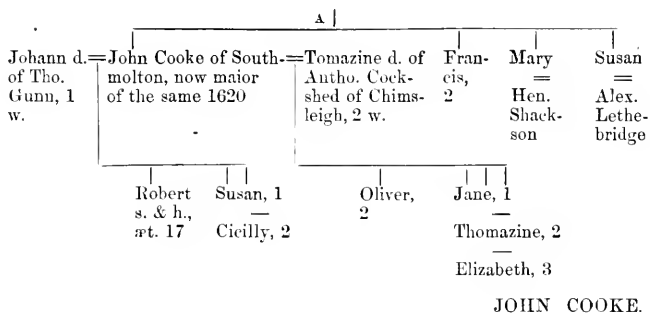 A
Johann d.
of Tho.
Gunn, 1
w.
John Cooke of South-
molton, now maior
of the same 1620
Tomazine d. of
Antho. Cock-
shed of Chims-
leigh, 2 w.
Fran-
cis,
2
Mary
=
Hen.
Shack-
son
Susan
=
Alex.
Lethe-
bridge
Robert
s. & h.,
æt. 17
Susan, 1
—
Cicilly, 2
Oliver,
2
Jane, 1
—
Thomazine, 2
—
Elizabeth, 3
JOHN COOKE.